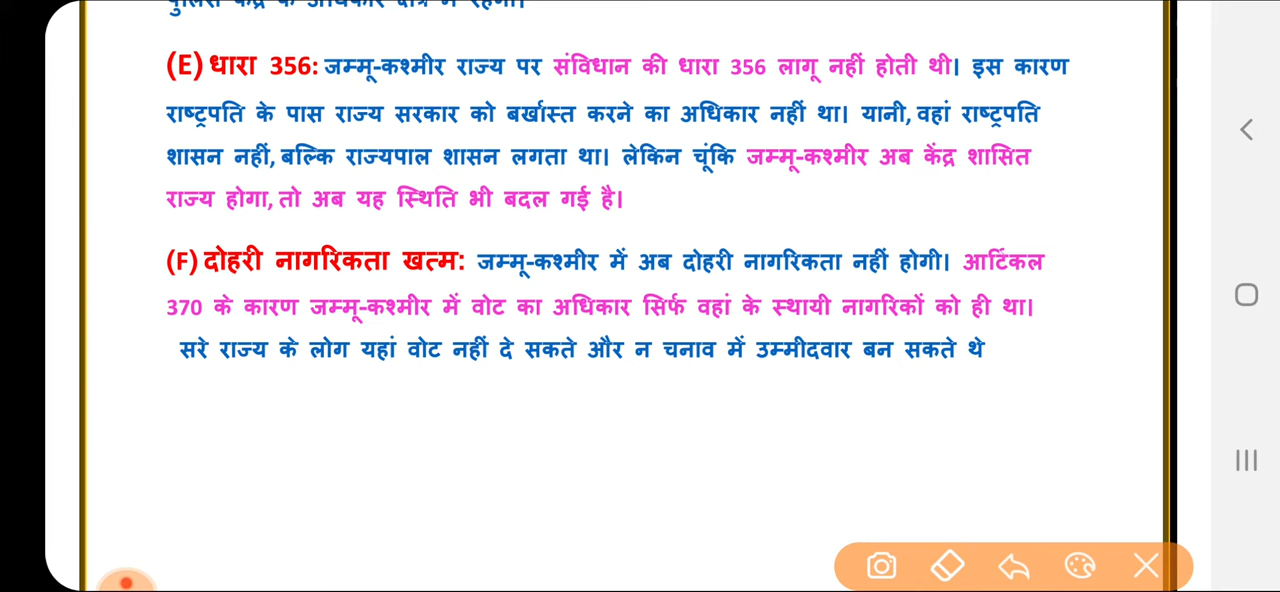 (E) धारा 356: जम्मू-कश्मीर राज्य पर संविधान की धारा 356 लागू नहीं होती थी। इस कारण
राष्ट्रपति के पास राज्य सरकार को बर्खास्त करने का अधिकार नहीं था। यानी, वहां राष्ट्रपति
शासन नहीं, बल्कि राज्यपाल शासन लगता था। लेकिन चूंकि जम्मू-कश्मीर अब केंद्र शासित
राज्य होगा, तो अब यह स्थिति भी बदल गई है।
(F) दोहरी नागरिकता खत्म: जम्मू-कश्मीर में अब दोहरी नागरिकता नहीं होगी। आर्टिकल
370 के कारण जम्मू-कश्मीर में वोट का अधिकार सिर्फ वहां के स्थायी नागरिकों को ही था।
सरे राज्य के लोग यहां वोट नहीं दे सकते और न चनाव में उम्मीदवार बन सकते थे